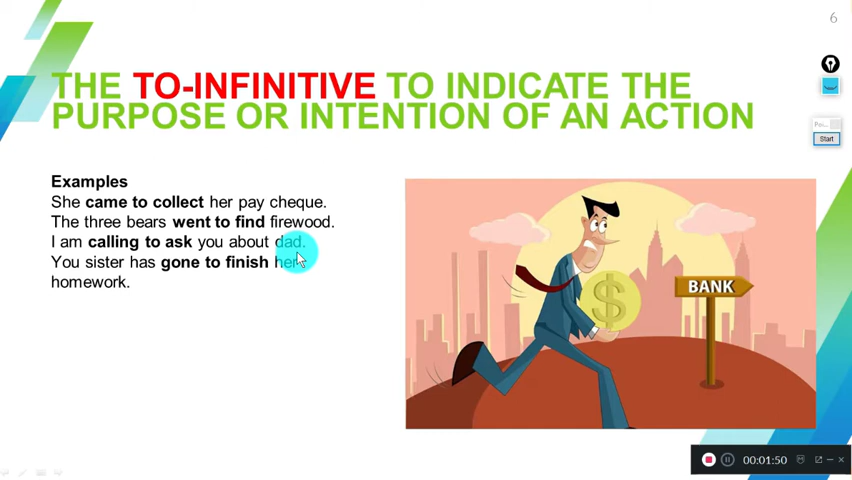 6
THE TO-INFINITIVE TO INDICATE THE
PURPOSE OR INTENTION OF AN ACTION
Start
Examples
She came to collect her pay cheque.
The three bears went to find firewood.
I am calling to ask you about dad.
You sister has gone to finish her
homework.
BANK
$
00:01:50